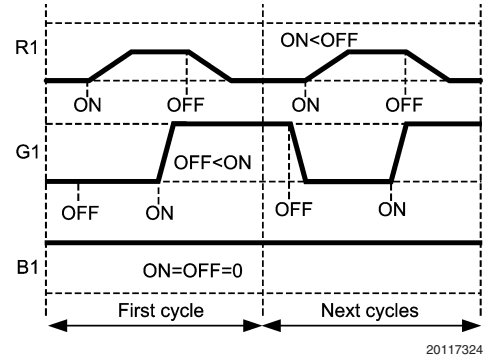 R1
ON<OFF
ON OFF ON OFF
G1
OFF<ON
OFF ON OFF ON
B1
ON=OFF=0
First cycle Next cycles
20117324